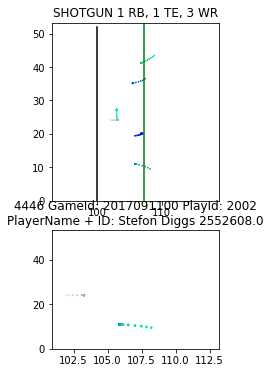 SHOTGUN 1 RB, 1 TE, 3 WR
50
40
30
20
10
0
100 110
4446 GameId: 2017091100 PlayId: 2002
PlayerName + ID: Stefon Diggs 2552608.0
40
20
0
102.5 105.0 107.5 110.0 112.5